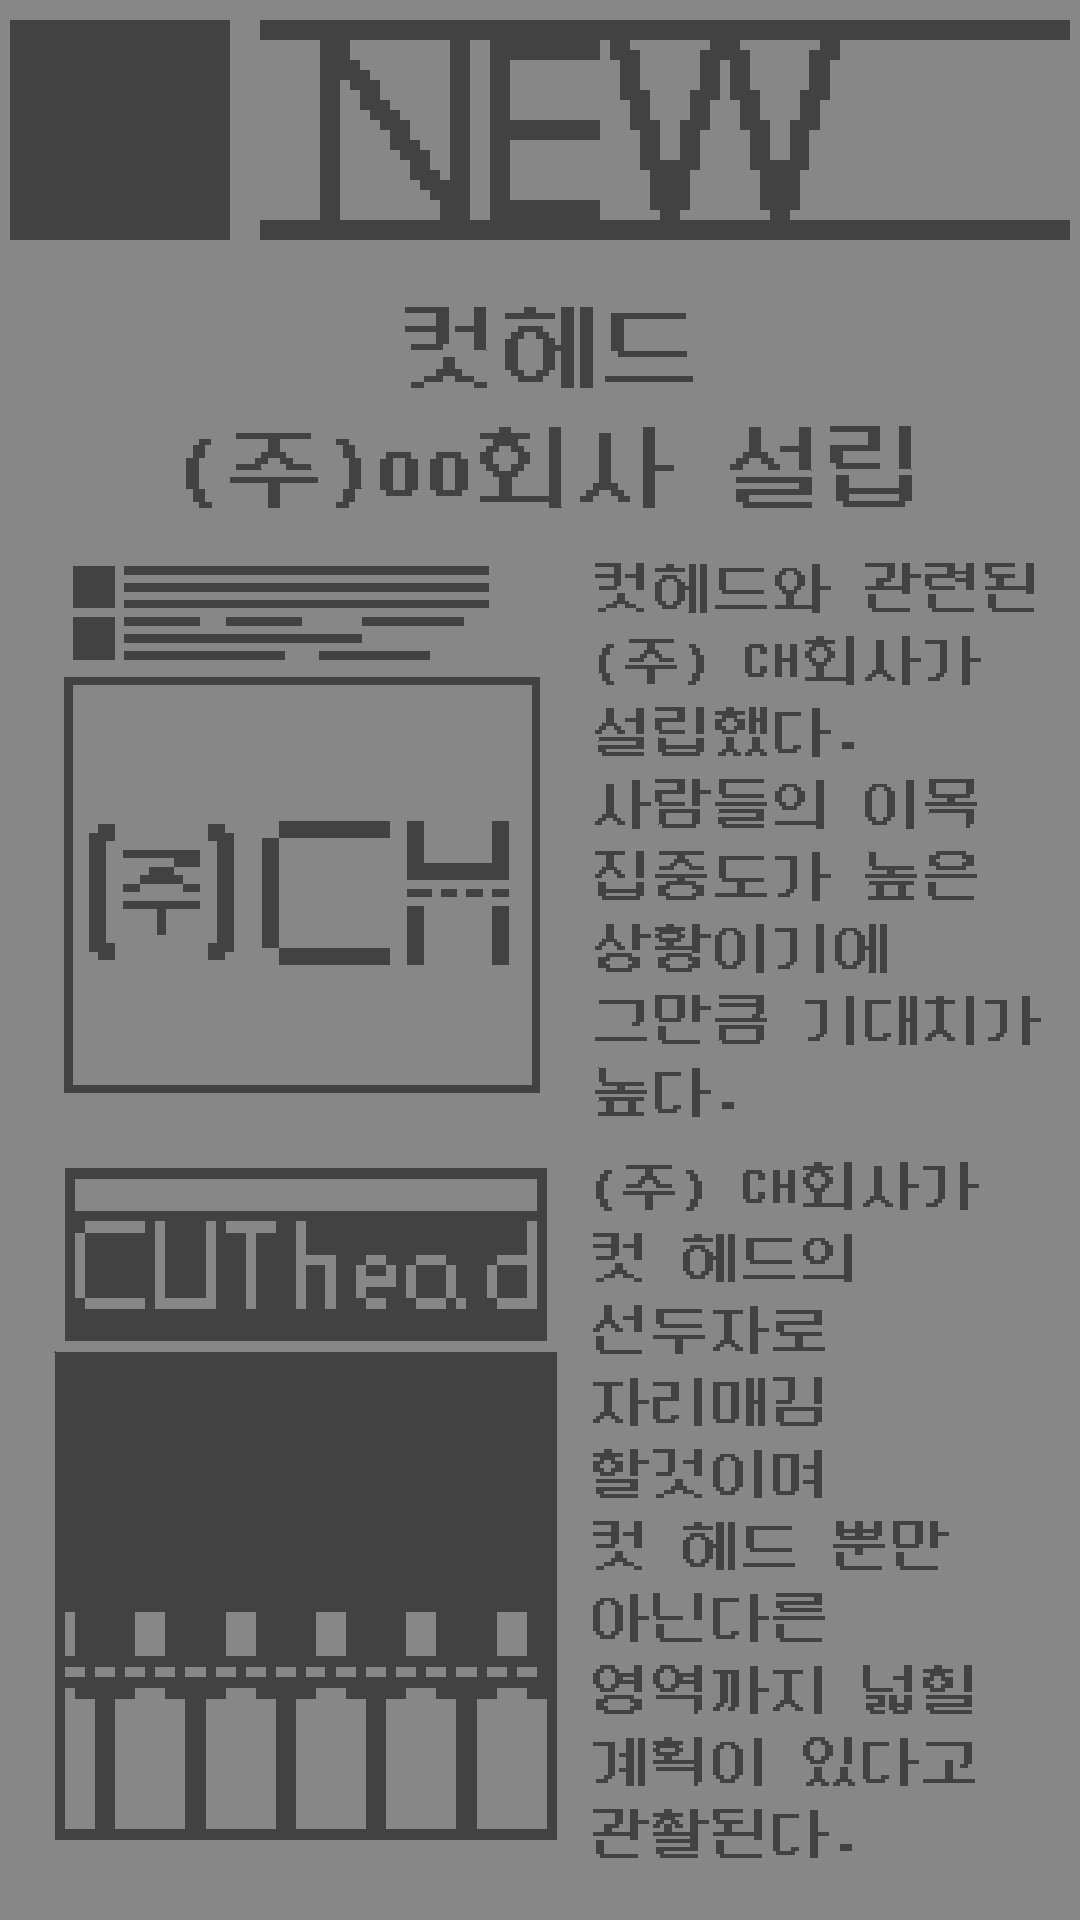 NEW
컷헤드
(주)oo회사 설립
컷헤드와 관련된
(주) CH회사가
설립했다.
사람들의 이목
집중도가 높은
상황이기에
그만큼 기대치가
높다.
(주) CH
(주) CH회사가
컷 헤드의
선두자로
자리매김
할것이며
컷 헤드 뿐만
아닌다른
영역까지 넓힐
계획이 있다고
관찰된다.
CUThead